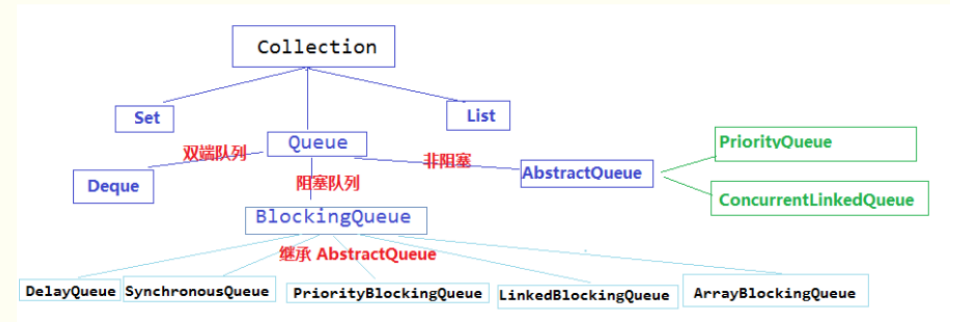 Collection
Set
List
Queue
双端队列
非阻塞
PriorityQueue
Deque
阻塞队列
AbstractQueue
ConcurrentLinkedQueue
BlockingQueue
继承 AbstractQueue
DelayQueue
SynchronousQueue
PriorityBlockingQueue
LinkedBlockingQueue
ArrayBlockingQueue